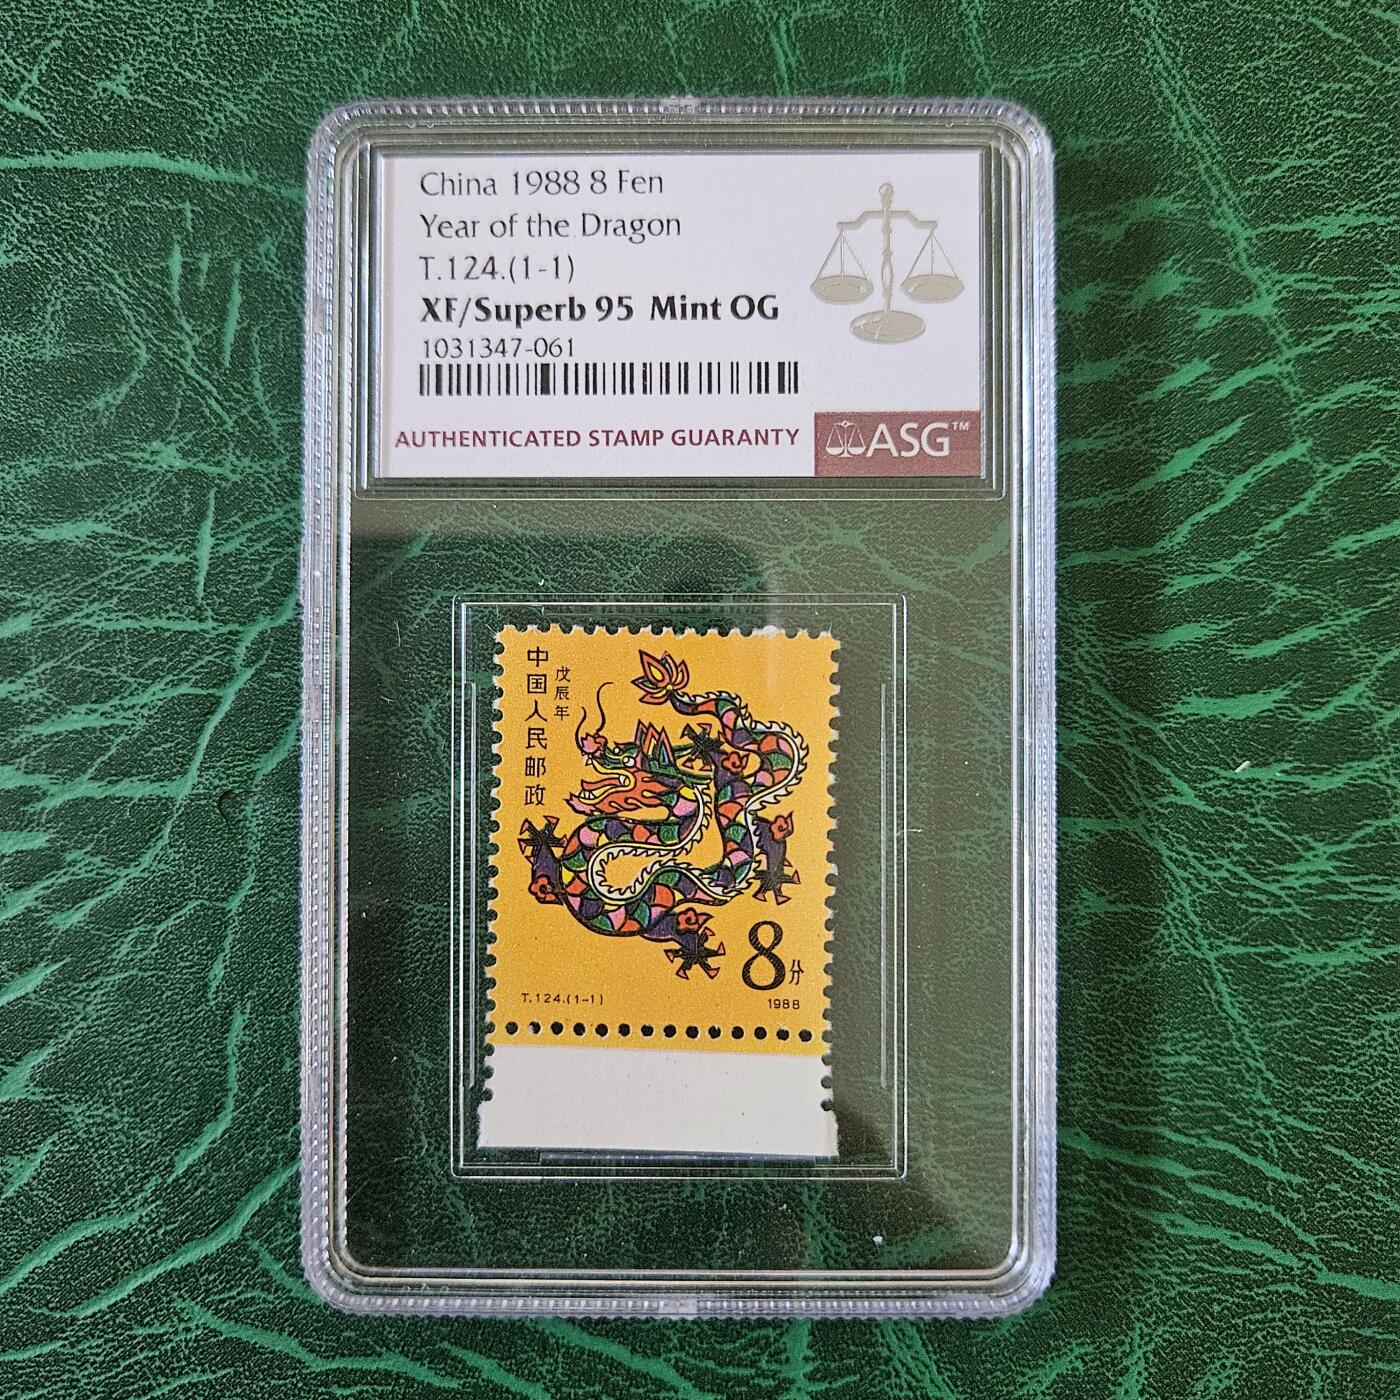 China 1988 8 Fen
Year of the Dragon
T.124.(1-1)
XF/Superb 95 Mint OG
1031347-061
AUTHENTICATED STAMP GUARANTY
ASG™
中国人民邮政
戊辰年
8分
T.124.(1-1)
1988